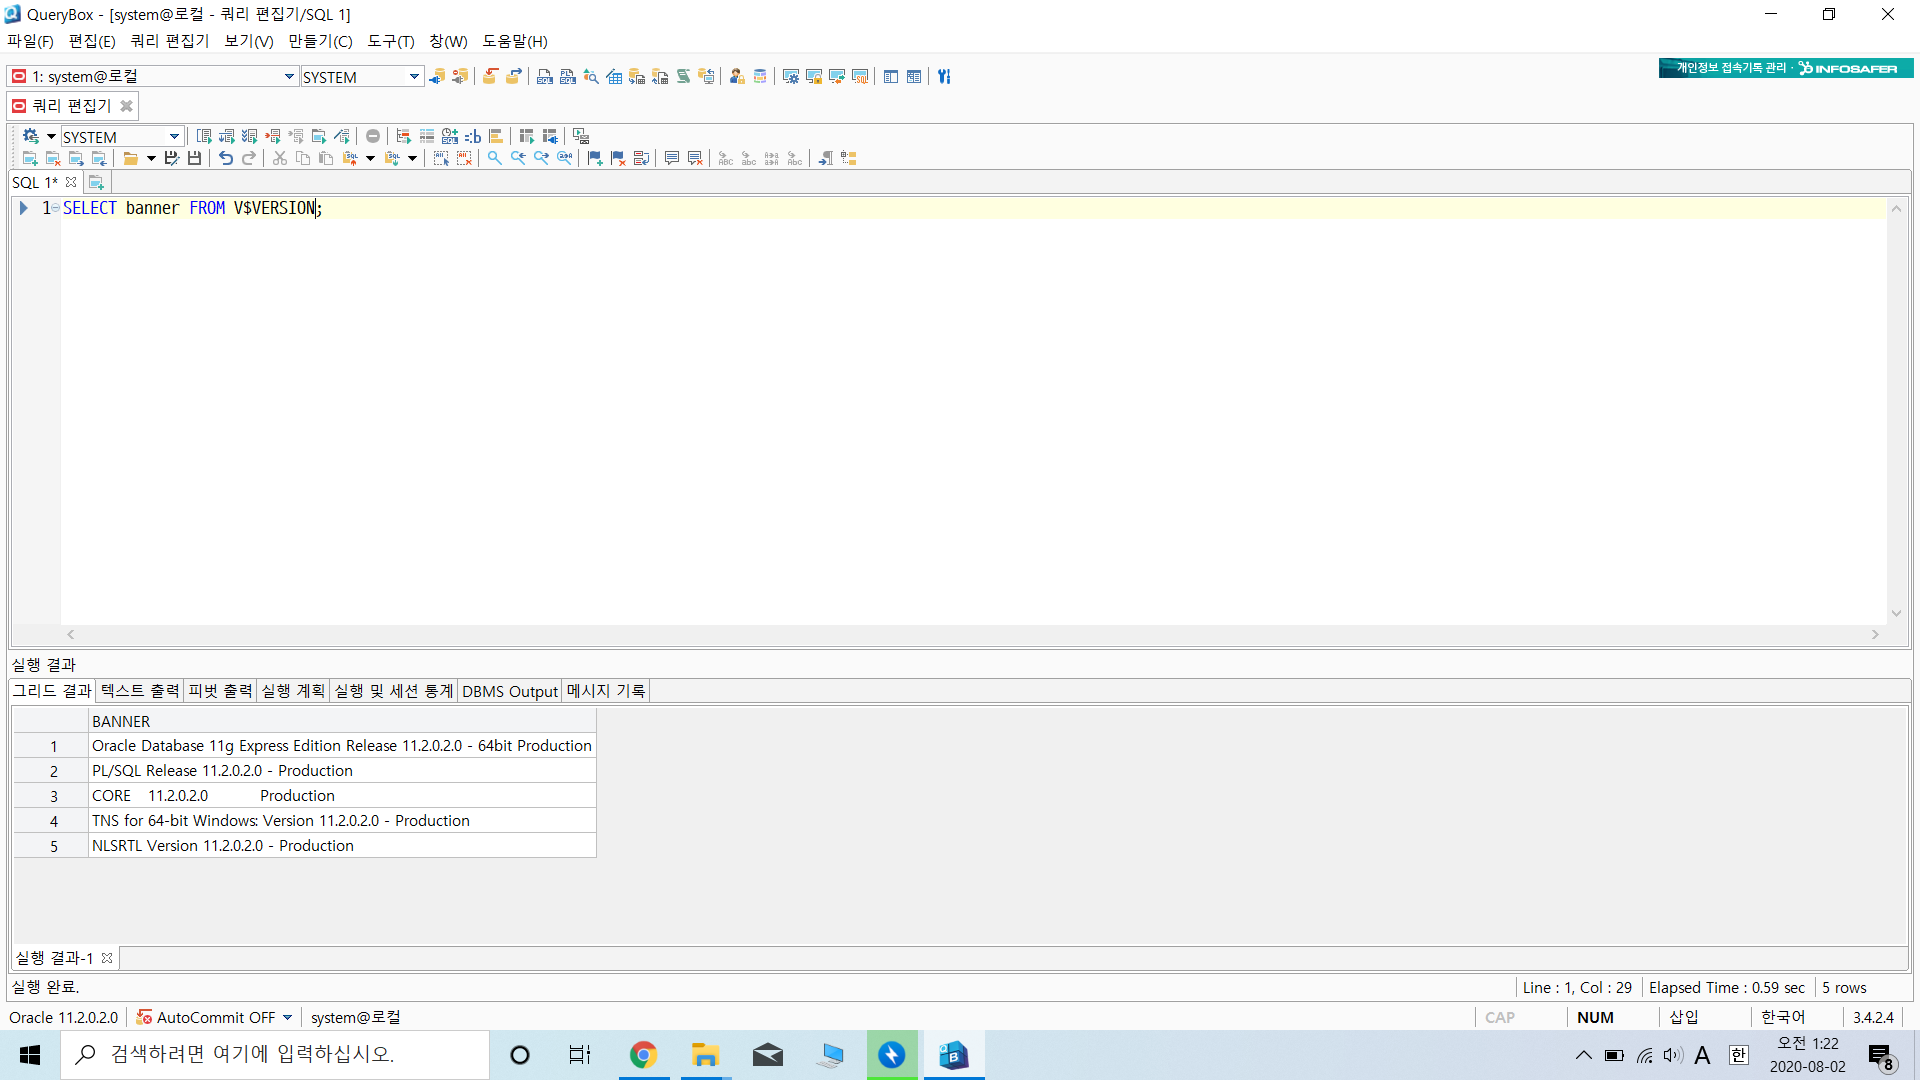 QueryBox - [system@로컬 - 쿼리 편집기/SQL 1]
파일(F) 편집(E) 쿼리 편집기 보기(V) 만들기(C) 도구(T) 창(W) 도움말(H)
1: system@로컬 SYSTEM
개인정보 접속기록 관리 · INFOSAFER
쿼리 편집기
SYSTEM
SQL 1*
1 SELECT banner FROM V$VERSION;
실행 결과
그리드 결과 텍스트 출력 피벗 출력 실행 계획 실행 및 세션 통계 DBMS Output 메시지 기록
BANNER
1 Oracle Database 11g Express Edition Release 11.2.0.2.0 - 64bit Production
2 PL/SQL Release 11.2.0.2.0 - Production
3 CORE 11.2.0.2.0 Production
4 TNS for 64-bit Windows: Version 11.2.0.2.0 - Production
5 NLSRTL Version 11.2.0.2.0 - Production
실행 결과-1
실행 완료. Line : 1, Col : 29 Elapsed Time : 0.59 sec 5 rows
Oracle 11.2.0.2.0 AutoCommit OFF system@로컬 CAP NUM 삽입 한국어 3.4.2.4
검색하려면 여기에 입력하십시오. A 한 오전 1:22
2020-08-02 8